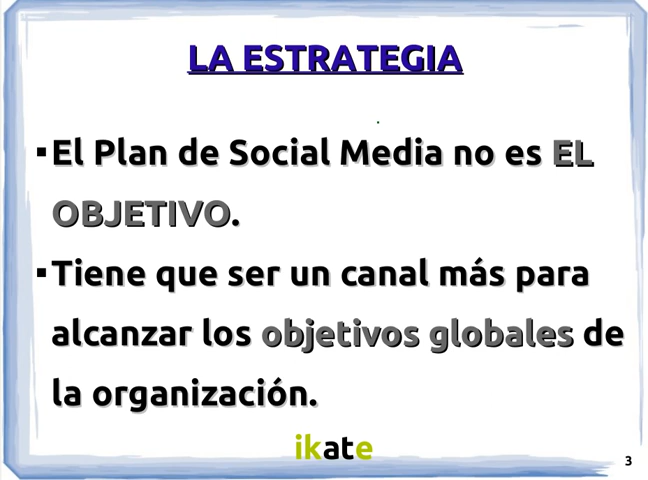 LA ESTRATEGIA
▪El Plan de Social Media no es EL
OBJETIVO.
▪Tiene que ser un canal más para
alcanzar los objetivos globales de
la organización.
ikate
3